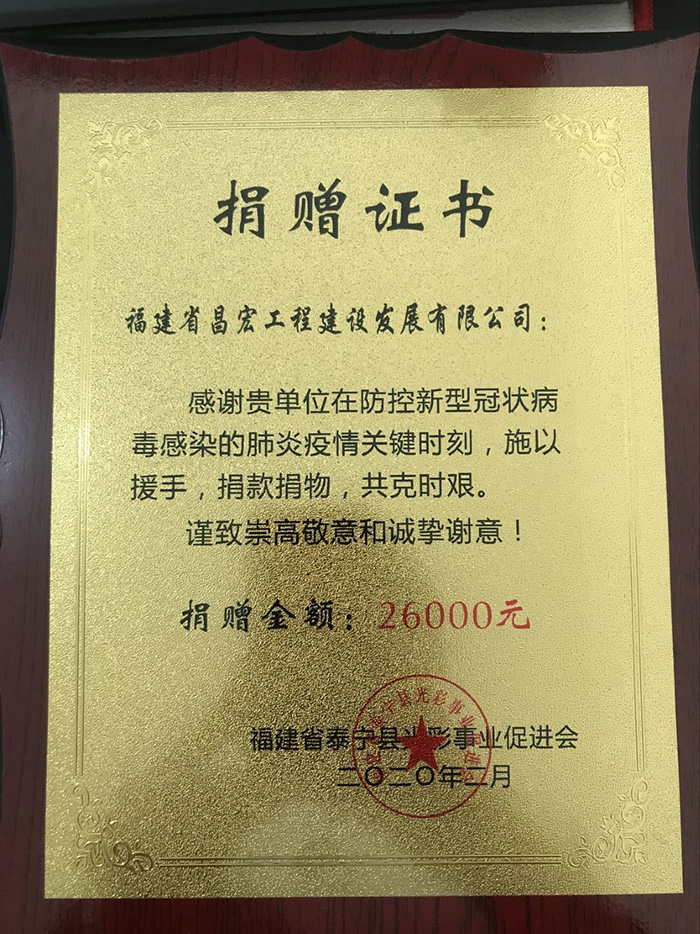 捐赠证书
福建省昌宏工程建设发展有限公司：
感谢贵单位在防控新型冠状病
毒感染的肺炎疫情关键时刻，施以
援手，捐款捐物，共克时艰。
谨致崇高敬意和诚挚谢意！
捐赠金额：26000元
福建省泰宁县光彩事业促进会
二〇二〇年二月